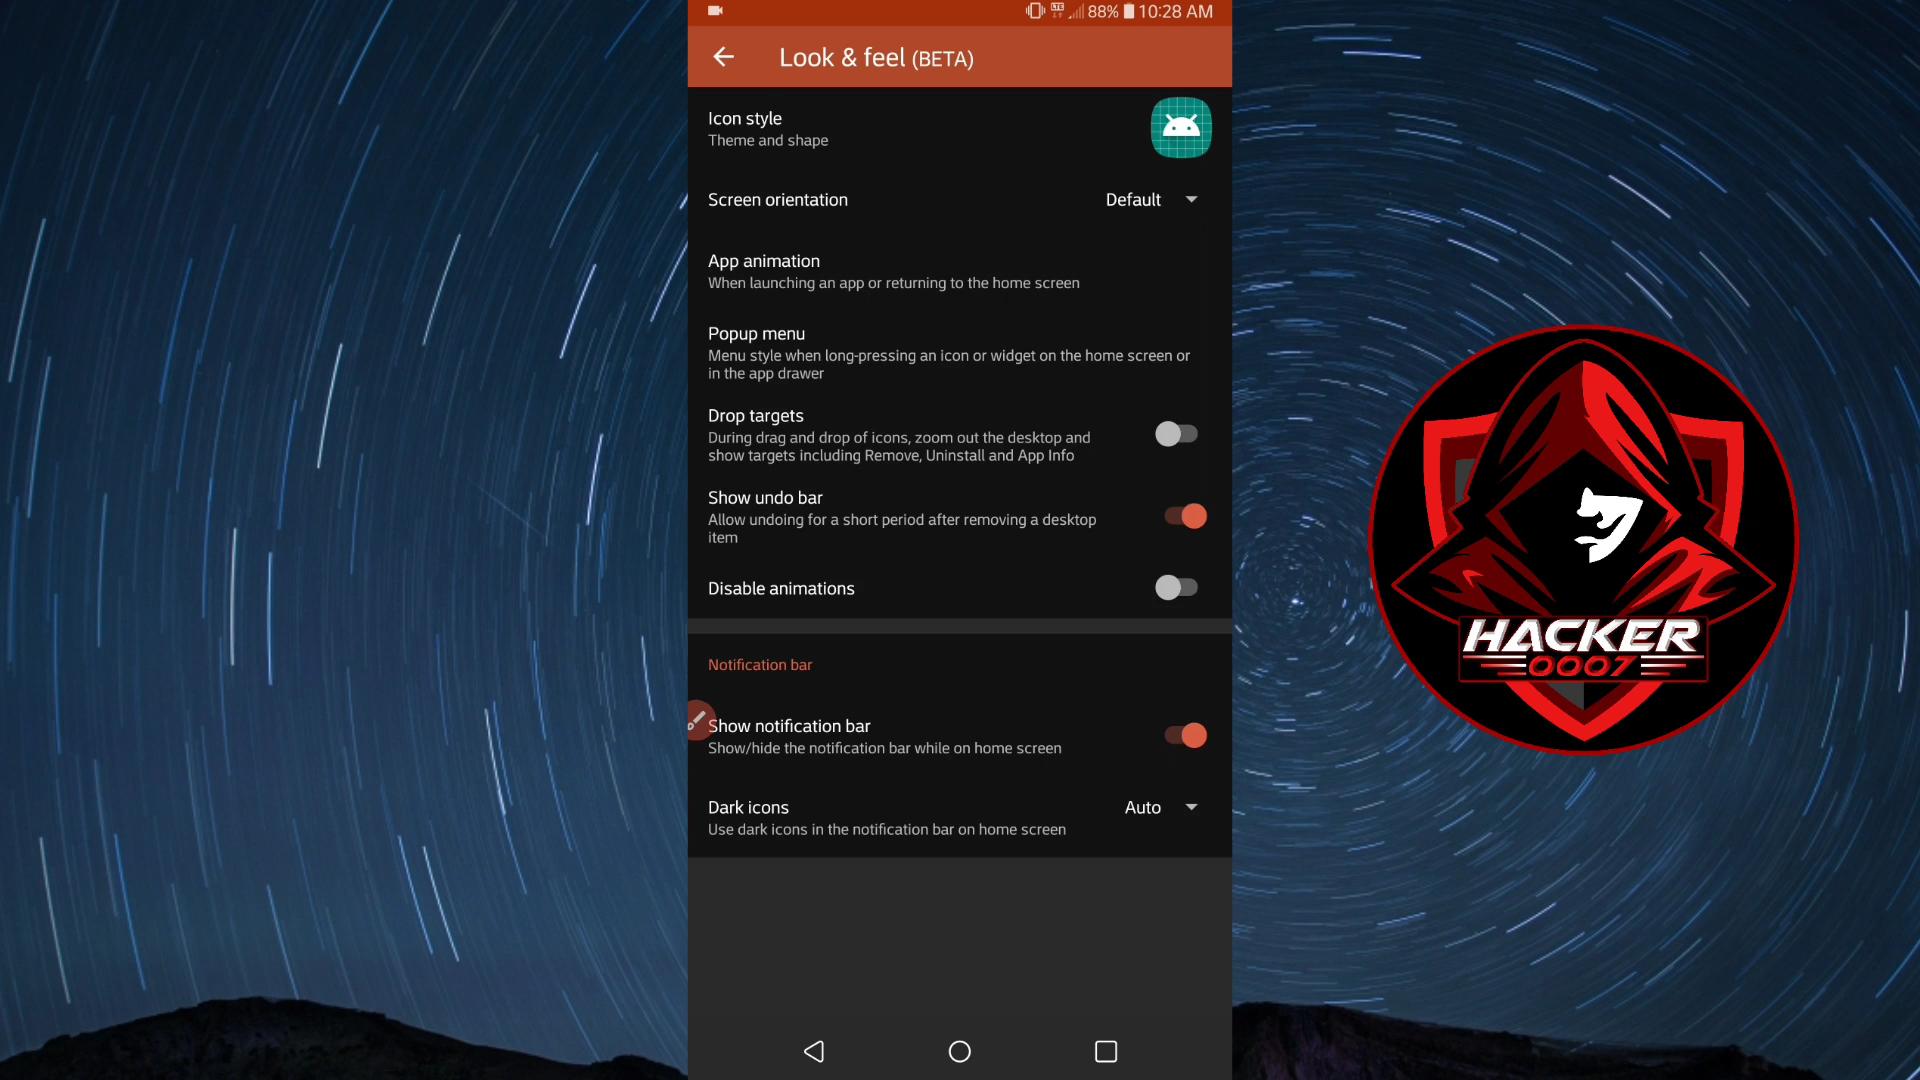 LTE 88% 10:28 AM
Look & feel (BETA)
Icon style
Theme and shape
Screen orientation Default
App animation
When launching an app or returning to the home screen
Popup menu
Menu style when long-pressing an icon or widget on the home screen or
in the app drawer
Drop targets
During drag and drop of icons, zoom out the desktop and
show targets including Remove, Uninstall and App Info
Show undo bar
Allow undoing for a short period after removing a desktop
item
Disable animations
Notification bar
Show notification bar
Show/hide the notification bar while on home screen
Dark icons Auto
Use dark icons in the notification bar on home screen
HACKER
0007